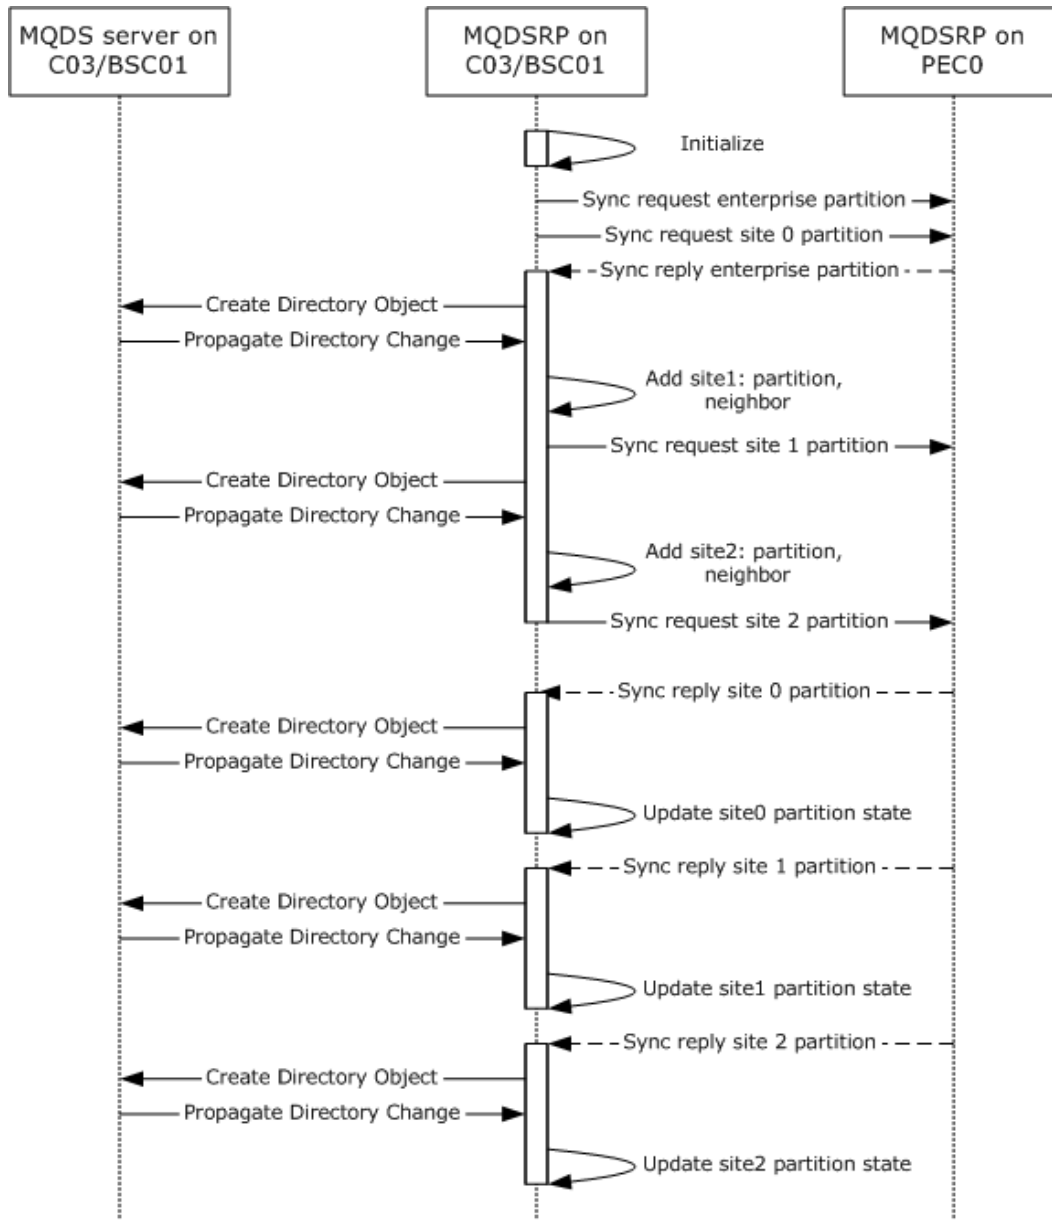 MQDS server on
C03/BSC01
MQDSRP on
C03/BSC01
MQDSRP on
PEC0
Initialize
Sync request enterprise partition
Sync request site 0 partition
Sync reply enterprise partition
Create Directory Object
Propagate Directory Change
Add site1: partition,
neighbor
Sync request site 1 partition
Create Directory Object
Propagate Directory Change
Add site2: partition,
neighbor
Sync request site 2 partition
Sync reply site 0 partition
Create Directory Object
Propagate Directory Change
Update site0 partition state
Sync reply site 1 partition
Create Directory Object
Propagate Directory Change
Update site1 partition state
Sync reply site 2 partition
Create Directory Object
Propagate Directory Change
Update site2 partition state